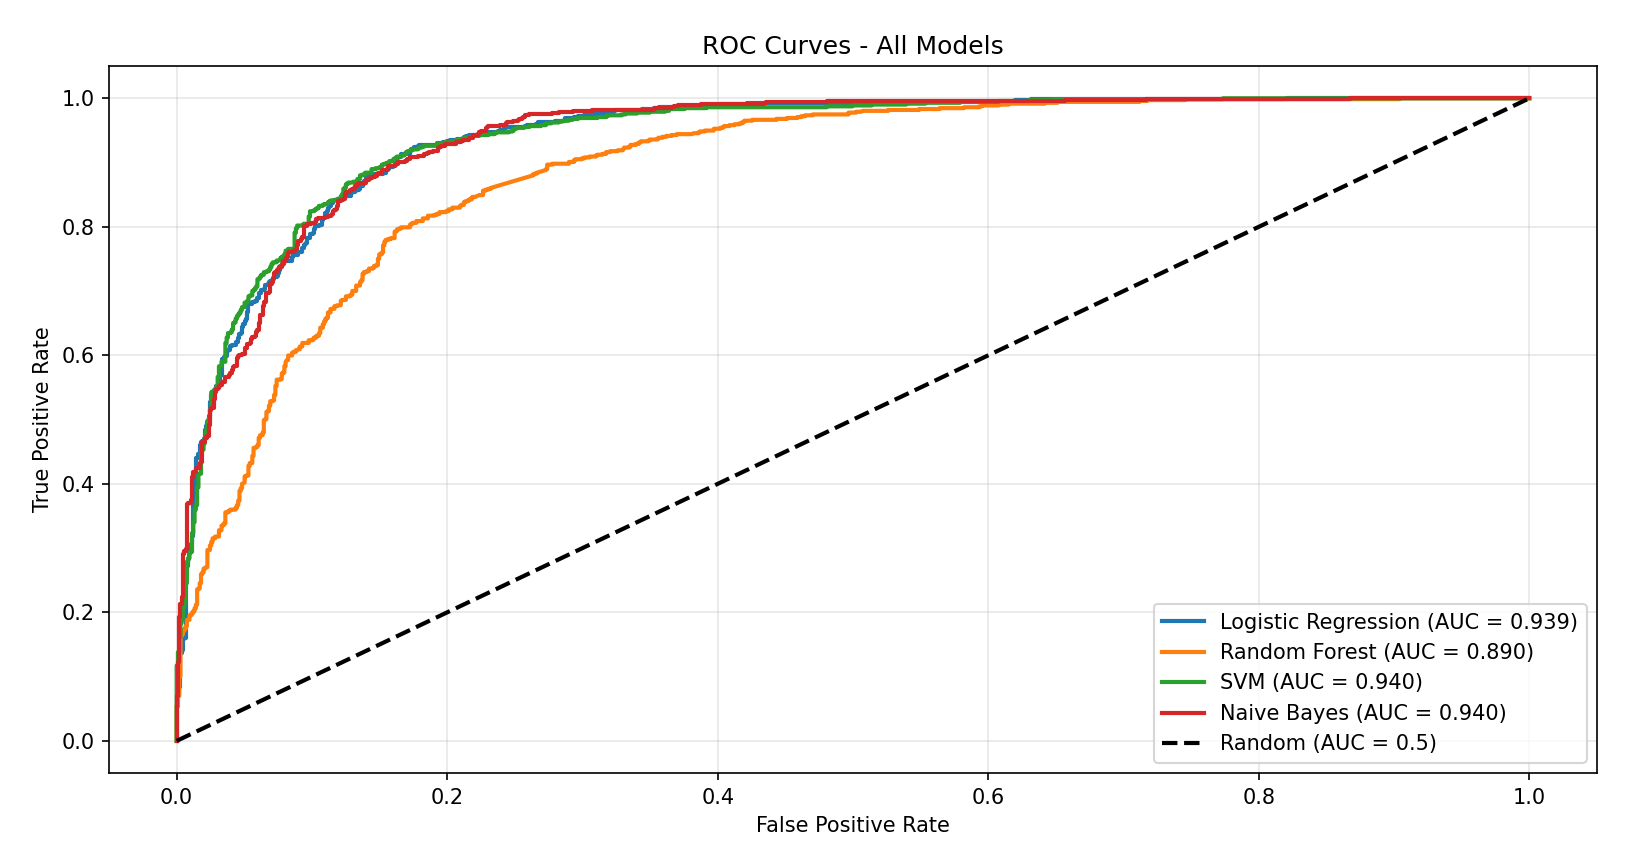 ROC Curves - All Models
True Positive Rate
1.0
0.8
0.6
0.4
0.2
0.0
Logistic Regression (AUC = 0.939)
Random Forest (AUC = 0.890)
SVM (AUC = 0.940)
Naive Bayes (AUC = 0.940)
Random (AUC = 0.5)
0.0 0.2 0.4 0.6 0.8 1.0
False Positive Rate